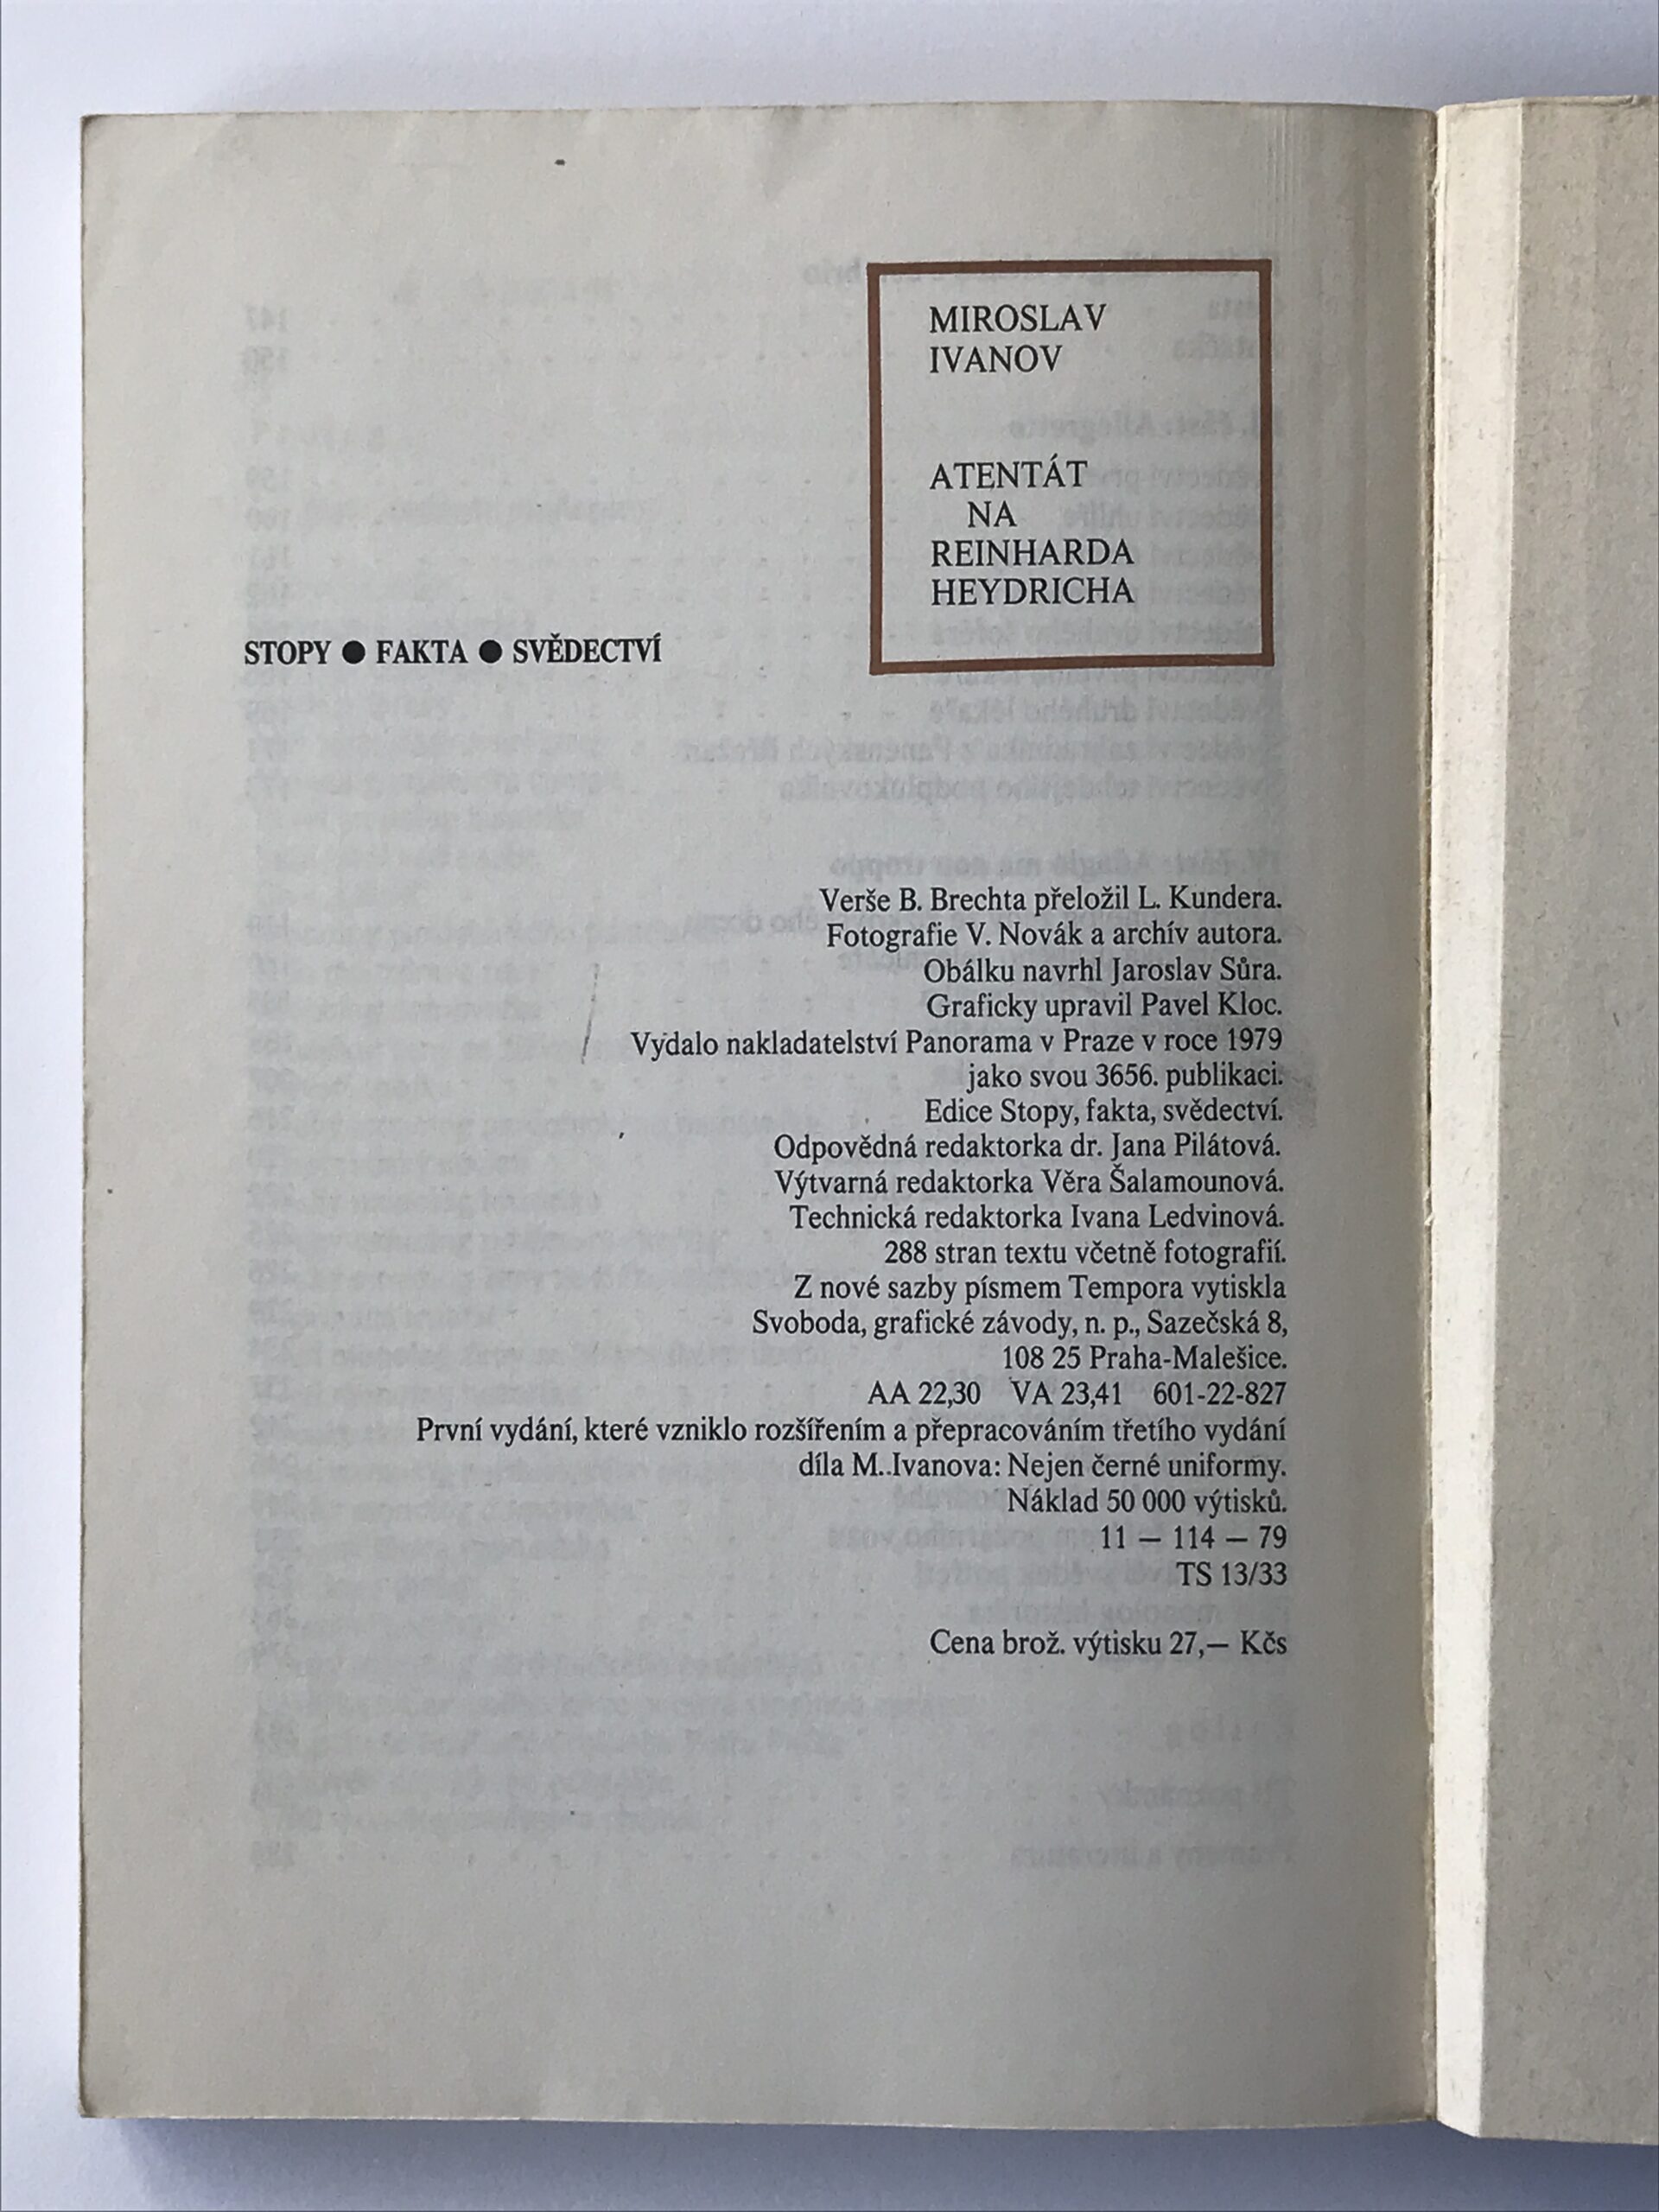 MIROSLAV
IVANOV
ATENTÁT
NA
REINHARDA
HEYDRICHA
STOPY ● FAKTA ● SVĚDECTVÍ
Verše B. Brechta přeložil L. Kundera.
Fotografie V. Novák a archív autora.
Obálku navrhl Jaroslav Sůra.
Graficky upravil Pavel Kloc.
Vydalo nakladatelství Panorama v Praze v roce 1979
jako svou 3656. publikaci.
Edice Stopy, fakta, svědectví.
Odpovědná redaktorka dr. Jana Pilátová.
Výtvarná redaktorka Věra Šalamounová.
Technická redaktorka Ivana Ledvinová.
288 stran textu včetně fotografií.
Z nové sazby písmem Tempora vytiskla
Svoboda, grafické závody, n. p., Sazečská 8,
108 25 Praha-Malešice.
AA 22,30 VA 23,41 601-22-827
První vydání, které vzniklo rozšířením a přepracováním třetího vydání
díla M. Ivanova: Nejen černé uniformy.
Náklad 50 000 výtisků.
11 — 114 — 79
TS 13/33
Cena brož. výtisku 27,— Kčs